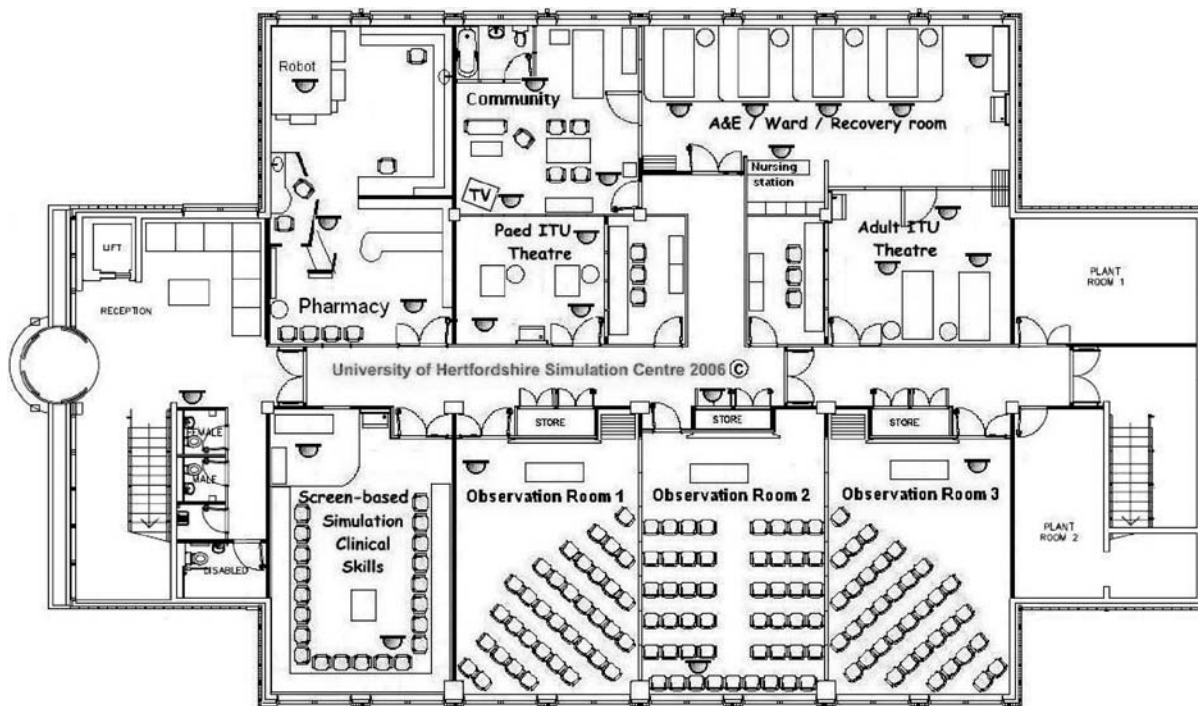 Robot
Community
A&E / Ward / Recovery room
Nursing
station
TV
LIFT
Paed ITU
Theatre
Adult ITU
Theatre
PLANT
ROOM 1
RECEPTION
Pharmacy
University of Hertfordshire Simulation Centre 2006 ©
STORE
STORE
STORE
FEMALE
MALE
DISABLED
Screen-based
Simulation
Clinical
Skills
Observation Room 1
Observation Room 2
Observation Room 3
PLANT
ROOM 2